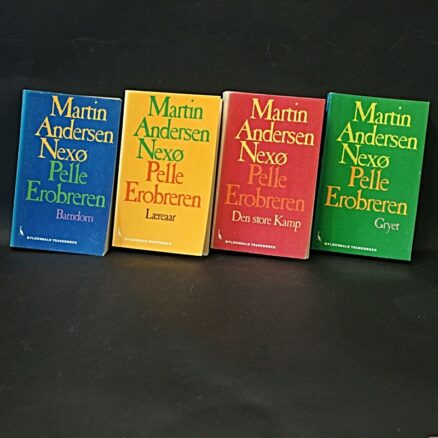 Martin
Andersen
Nexø
Pelle
Erobreren
Barndom
GYLDENDALS TRANEBØGER
Martin
Andersen
Nexø
Pelle
Erobreren
Læreaar
GYLDENDALS TRANEBØGER
Martin
Andersen
Nexø
Pelle
Erobreren
Den store Kamp
GYLDENDALS TRANEBØGER
Martin
Andersen
Nexø
Pelle
Erobreren
Gryet
GYLDENDALS TRANEBØGER